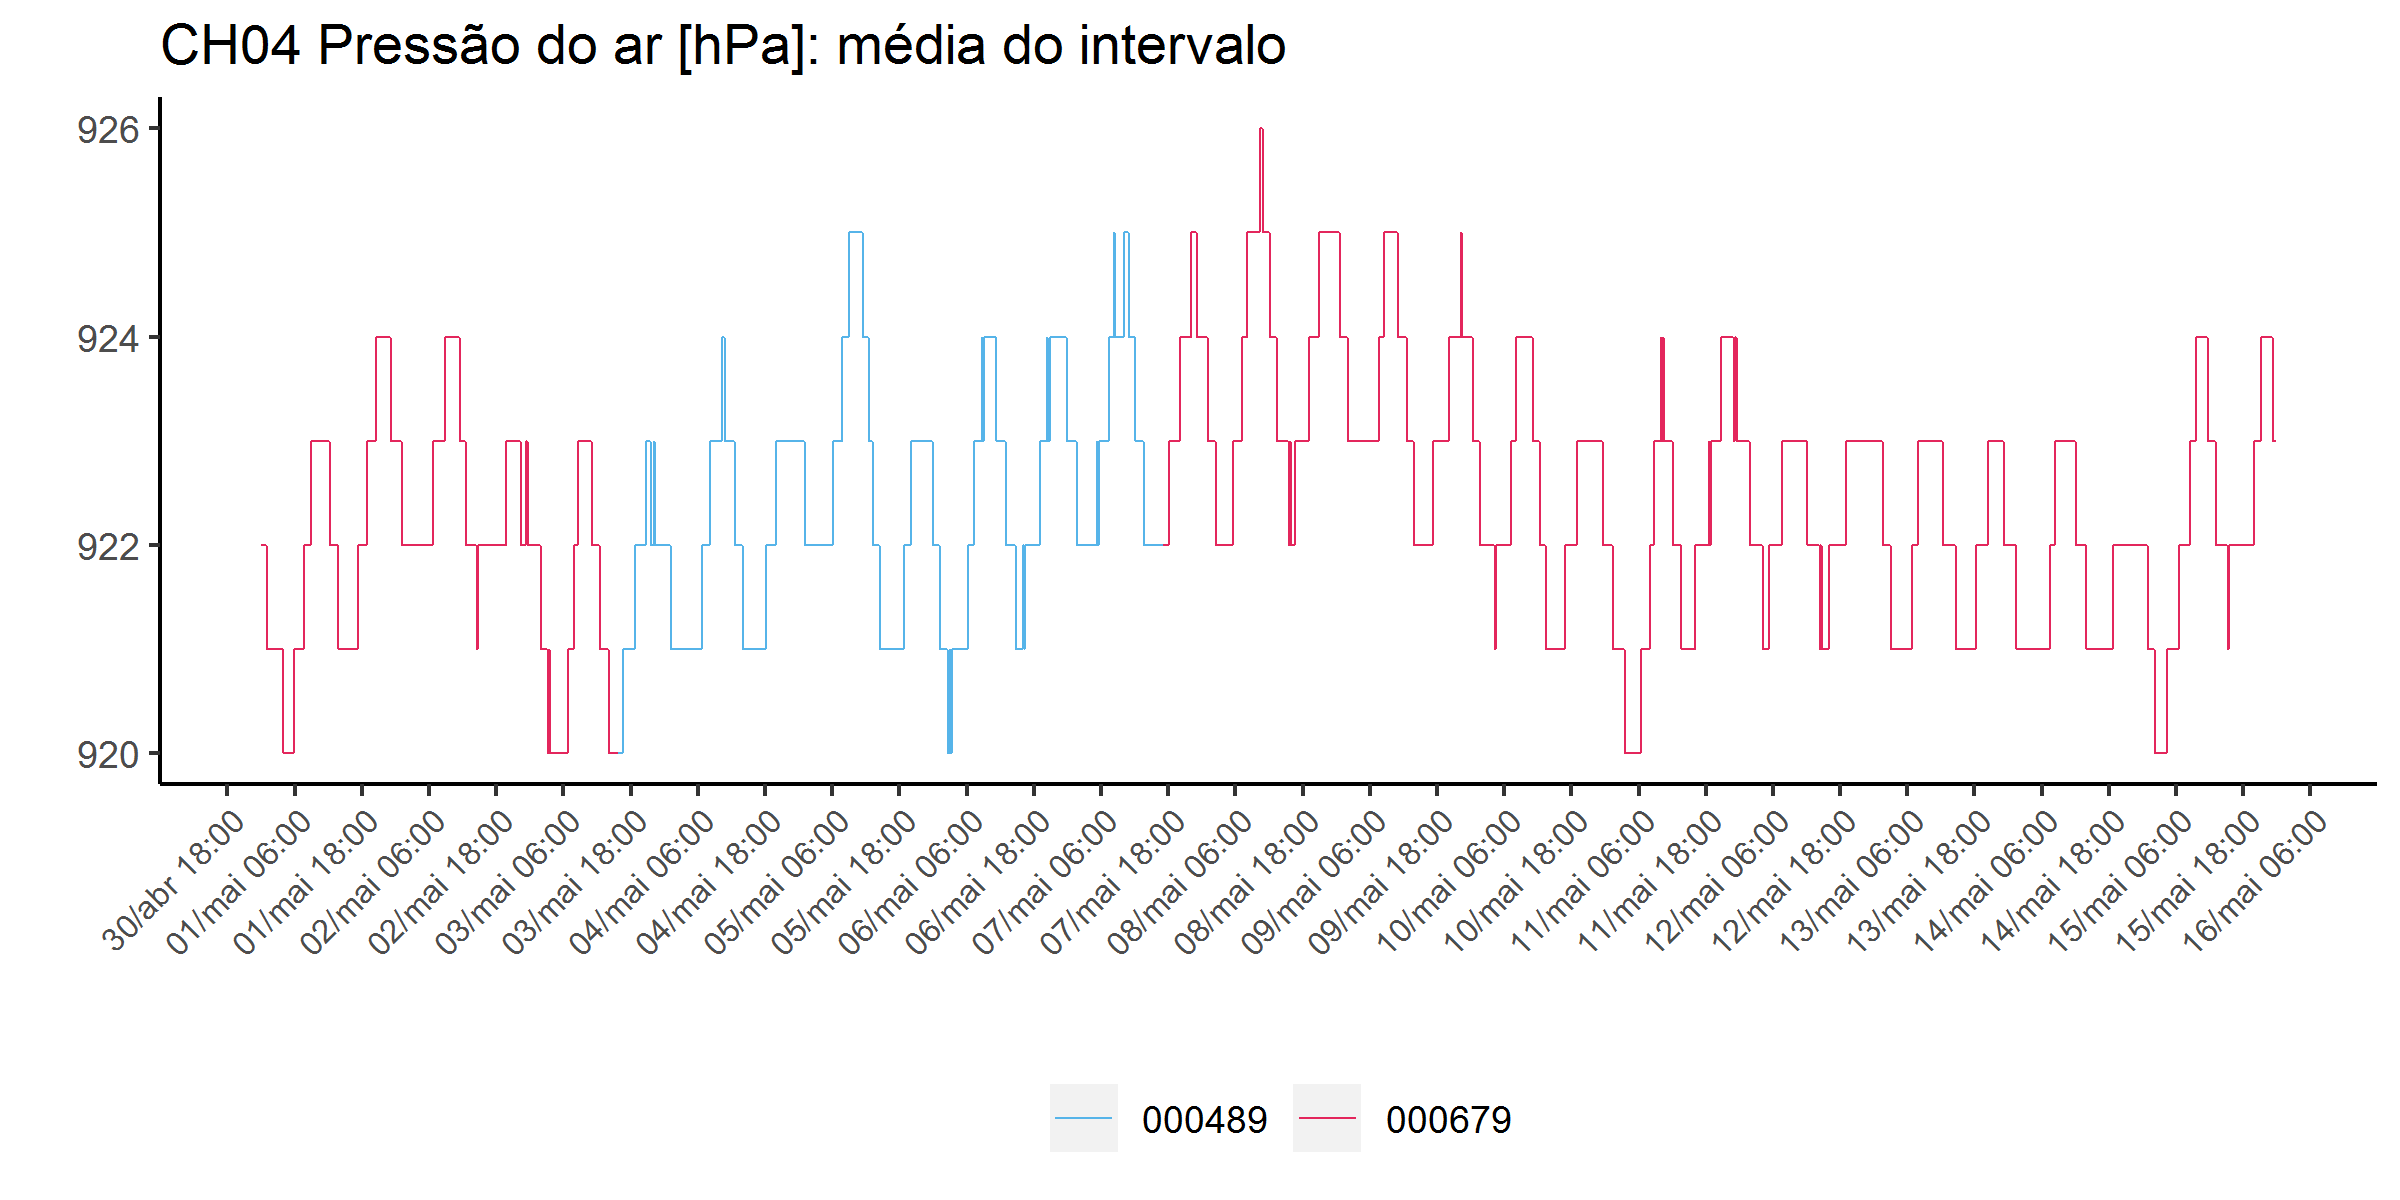 CH04 Pressão do ar [hPa]: média do intervalo
926
924
922
920
30/abr 18:00
01/mai 06:00
01/mai 18:00
02/mai 06:00
02/mai 18:00
03/mai 06:00
03/mai 18:00
04/mai 06:00
04/mai 18:00
05/mai 06:00
05/mai 18:00
06/mai 06:00
06/mai 18:00
07/mai 06:00
07/mai 18:00
08/mai 06:00
08/mai 18:00
09/mai 06:00
09/mai 18:00
10/mai 06:00
10/mai 18:00
11/mai 06:00
11/mai 18:00
12/mai 06:00
12/mai 18:00
13/mai 06:00
13/mai 18:00
14/mai 06:00
14/mai 18:00
15/mai 06:00
15/mai 18:00
16/mai 06:00
000489
000679